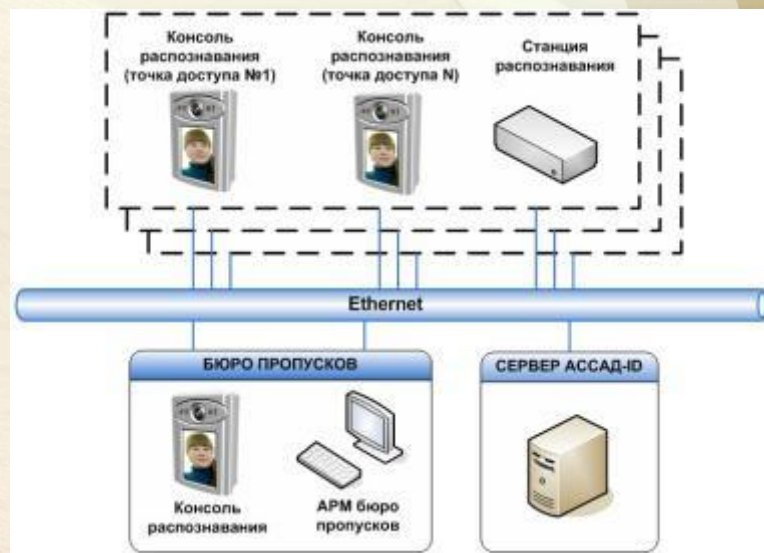 Консоль
распознавания
(точка доступа №1)
Консоль
распознавания
(точка доступа N)
Станция
распознавания
Ethernet
БЮРО ПРОПУСКОВ
Консоль
распознавания
АРМ бюро
пропусков
СЕРВЕР АССАД-ID